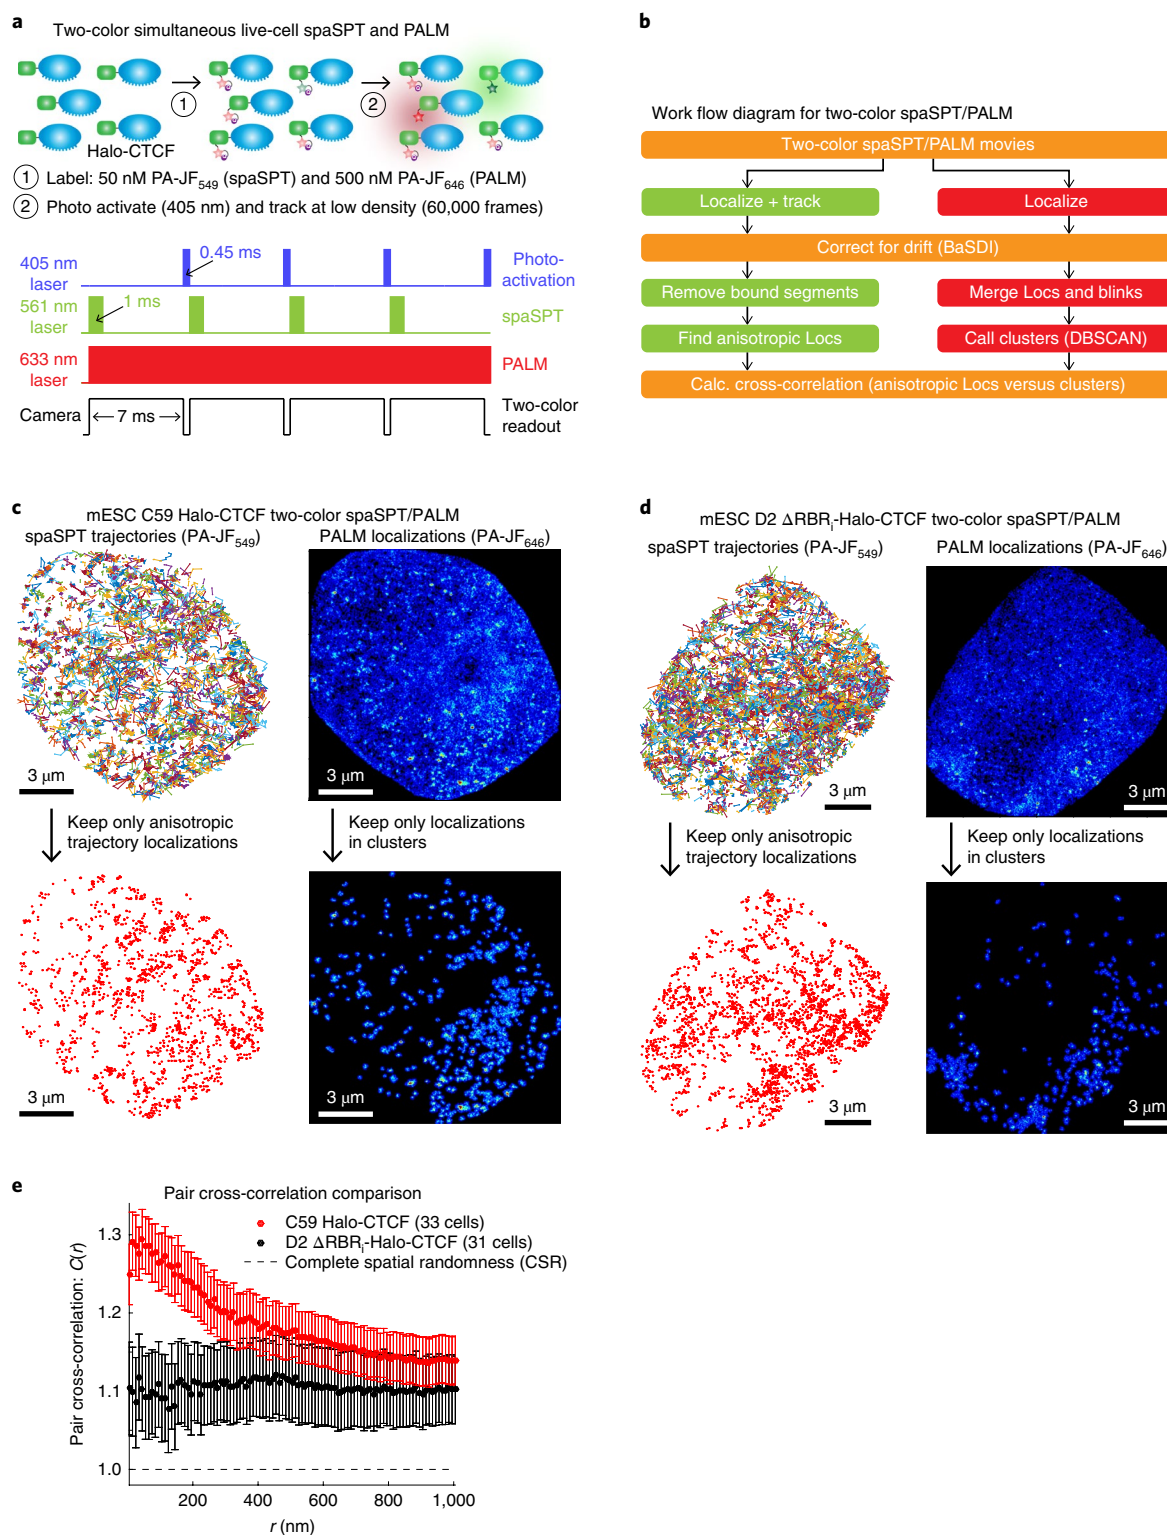 a
Two-color simultaneous live-cell spaSPT and PALM
1
2
Halo-CTCF
1 Label: 50 nM PA-JF549 (spaSPT) and 500 nM PA-JF646 (PALM)
2 Photo activate (405 nm) and track at low density (60,000 frames)
405 nm
laser
0.45 ms
Photo-
activation
561 nm
laser
1 ms
spaSPT
633 nm
laser
PALM
Camera
7 ms
Two-color
readout
b
Work flow diagram for two-color spaSPT/PALM
Two-color spaSPT/PALM movies
Localize + track
Localize
Correct for drift (BaSDI)
Remove bound segments
Merge Locs and blinks
Find anisotropic Locs
Call clusters (DBSCAN)
Calc. cross-correlation (anisotropic Locs versus clusters)
c
mESC C59 Halo-CTCF two-color spaSPT/PALM
spaSPT trajectories (PA-JF549)
PALM localizations (PA-JF646)
3 µm
3 µm
Keep only anisotropic
trajectory localizations
Keep only localizations
in clusters
3 µm
3 µm
d
mESC D2 ΔRBRi-Halo-CTCF two-color spaSPT/PALM
spaSPT trajectories (PA-JF549)
PALM localizations (PA-JF646)
3 µm
3 µm
Keep only anisotropic
trajectory localizations
Keep only localizations
in clusters
3 µm
3 µm
e
Pair cross-correlation comparison
C59 Halo-CTCF (33 cells)
D2 ΔRBRi-Halo-CTCF (31 cells)
Complete spatial randomness (CSR)
Pair cross-correlation: C(r)
1.3
1.2
1.1
1.0
200
400
600
800
1,000
r (nm)